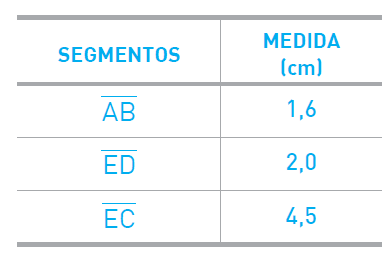 SEGMENTOS
MEDIDA
(cm)
AB 1,6
ED 2,0
EC 4,5